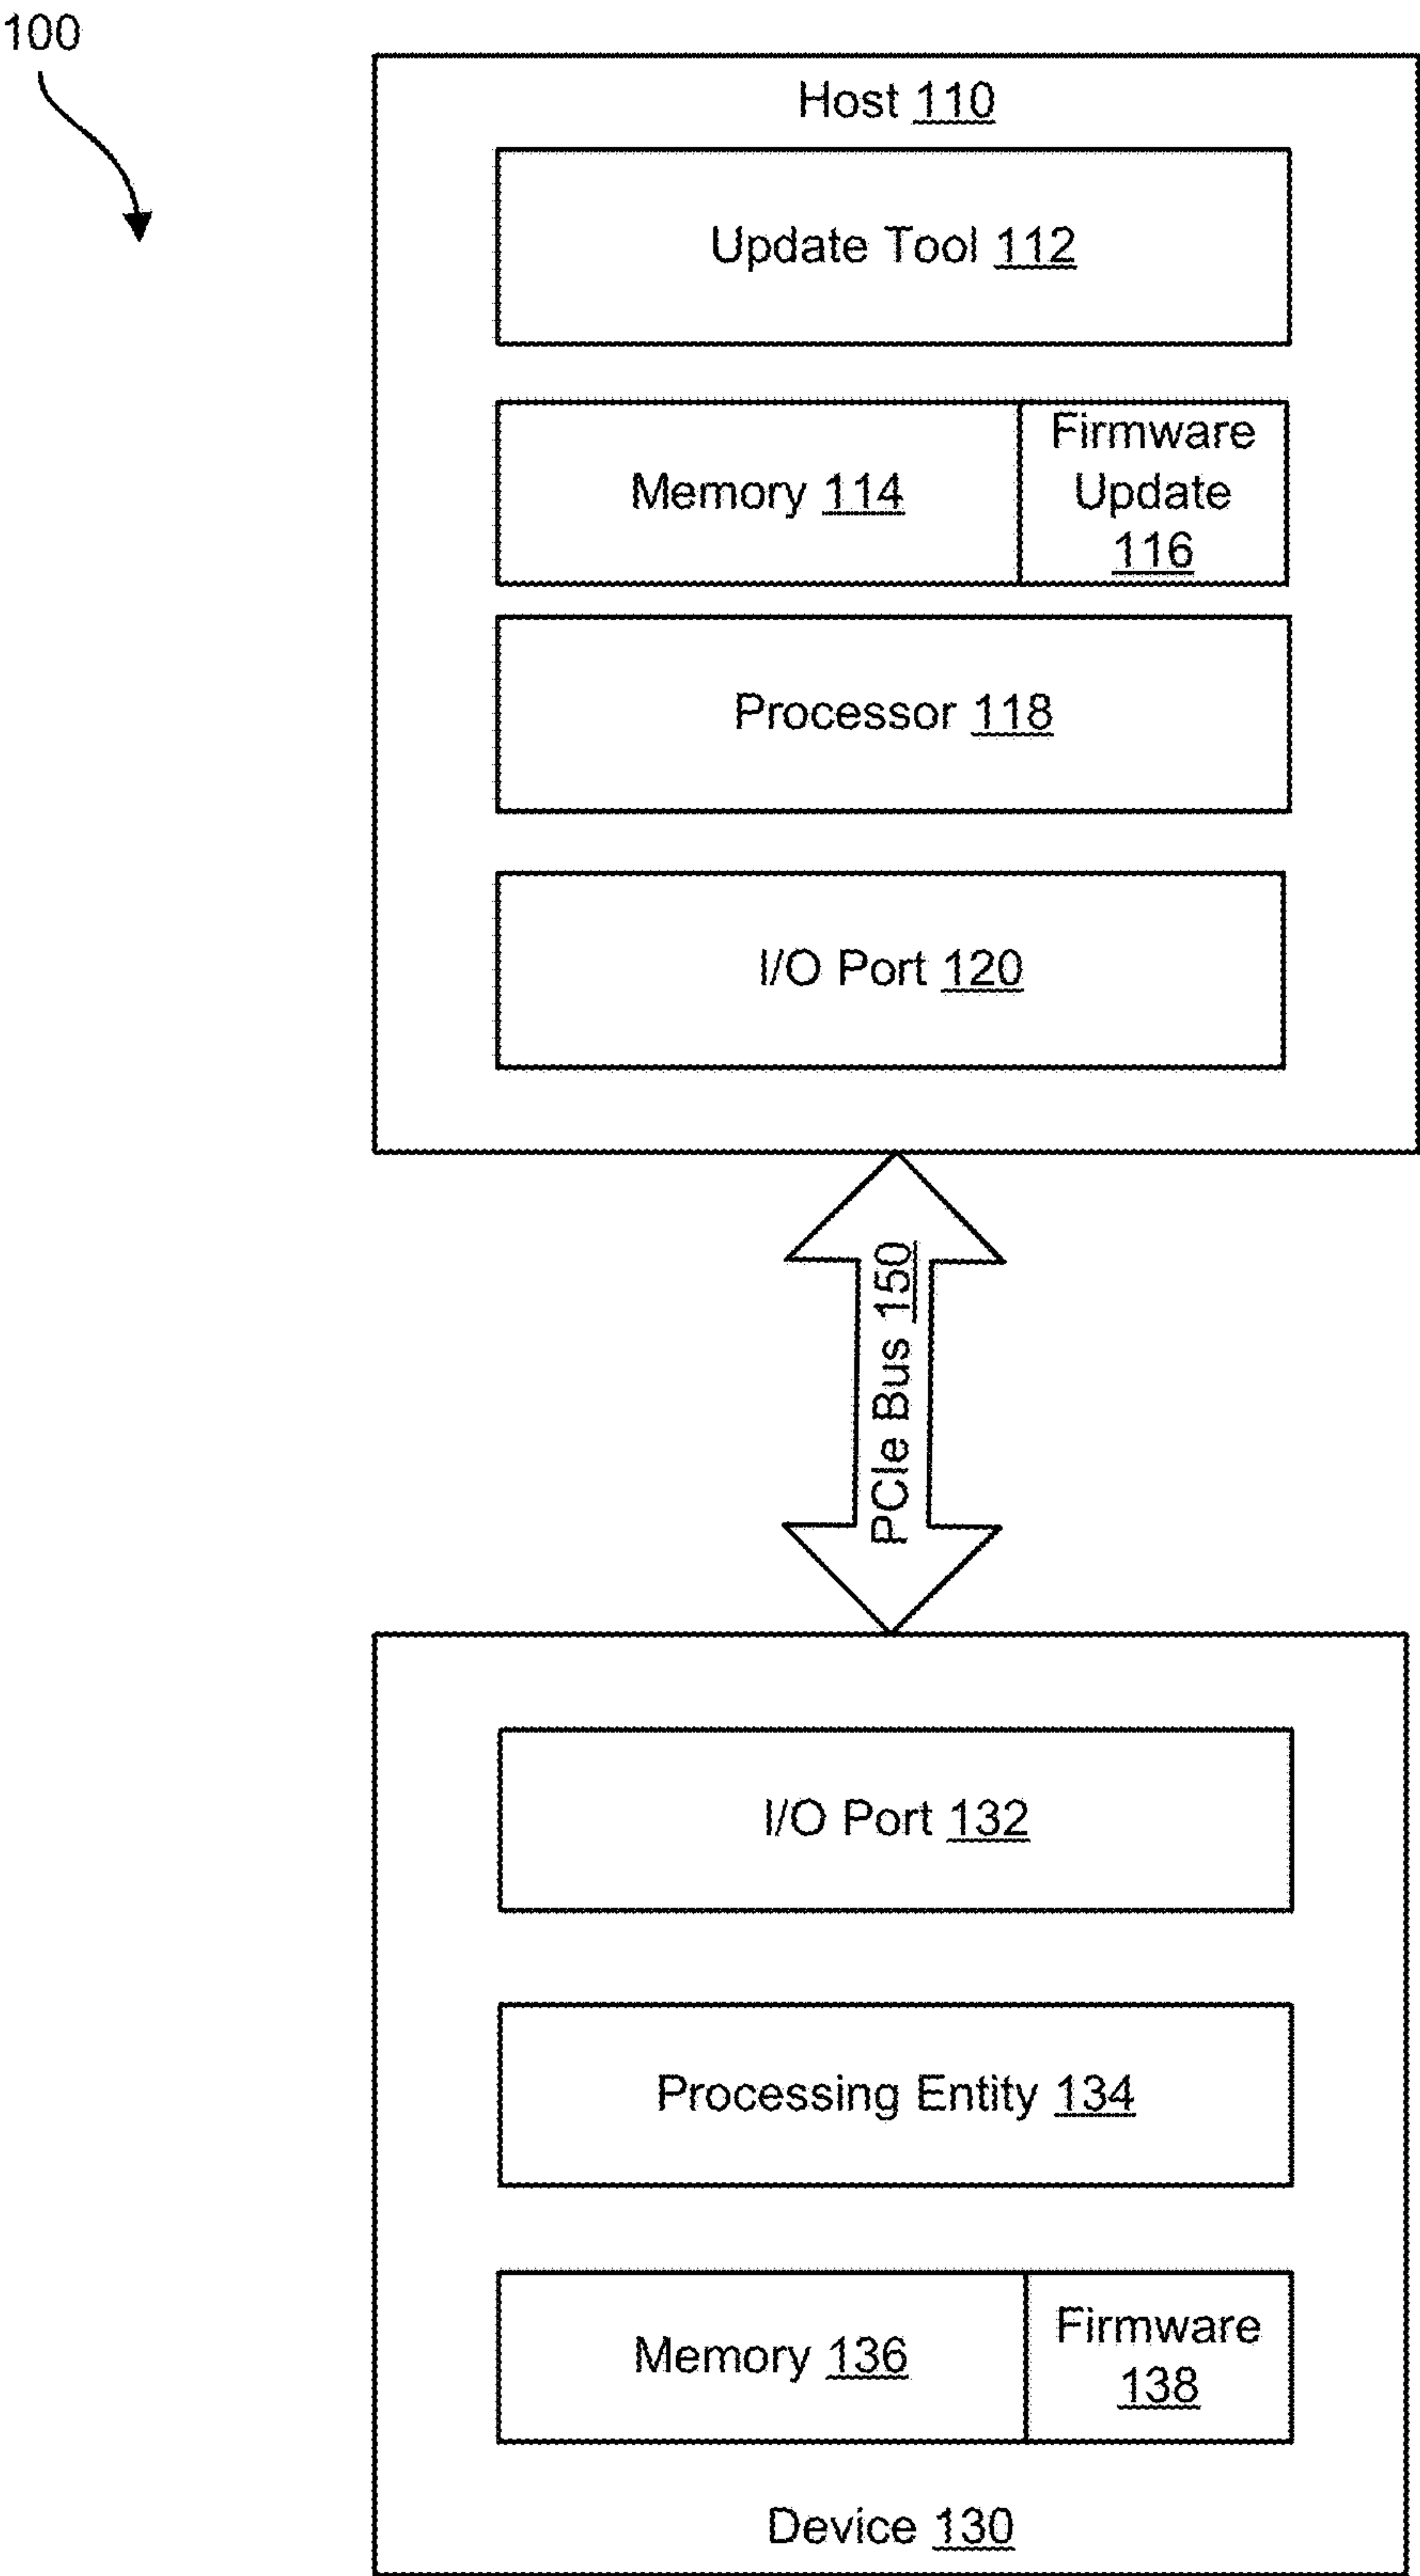 100
Host 110
Update Tool 112
Memory 114
Firmware
Update
116
Processor 118
I/O Port 120
PCIe Bus 150
I/O Port 132
Processing Entity 134
Memory 136
Firmware
138
Device 130